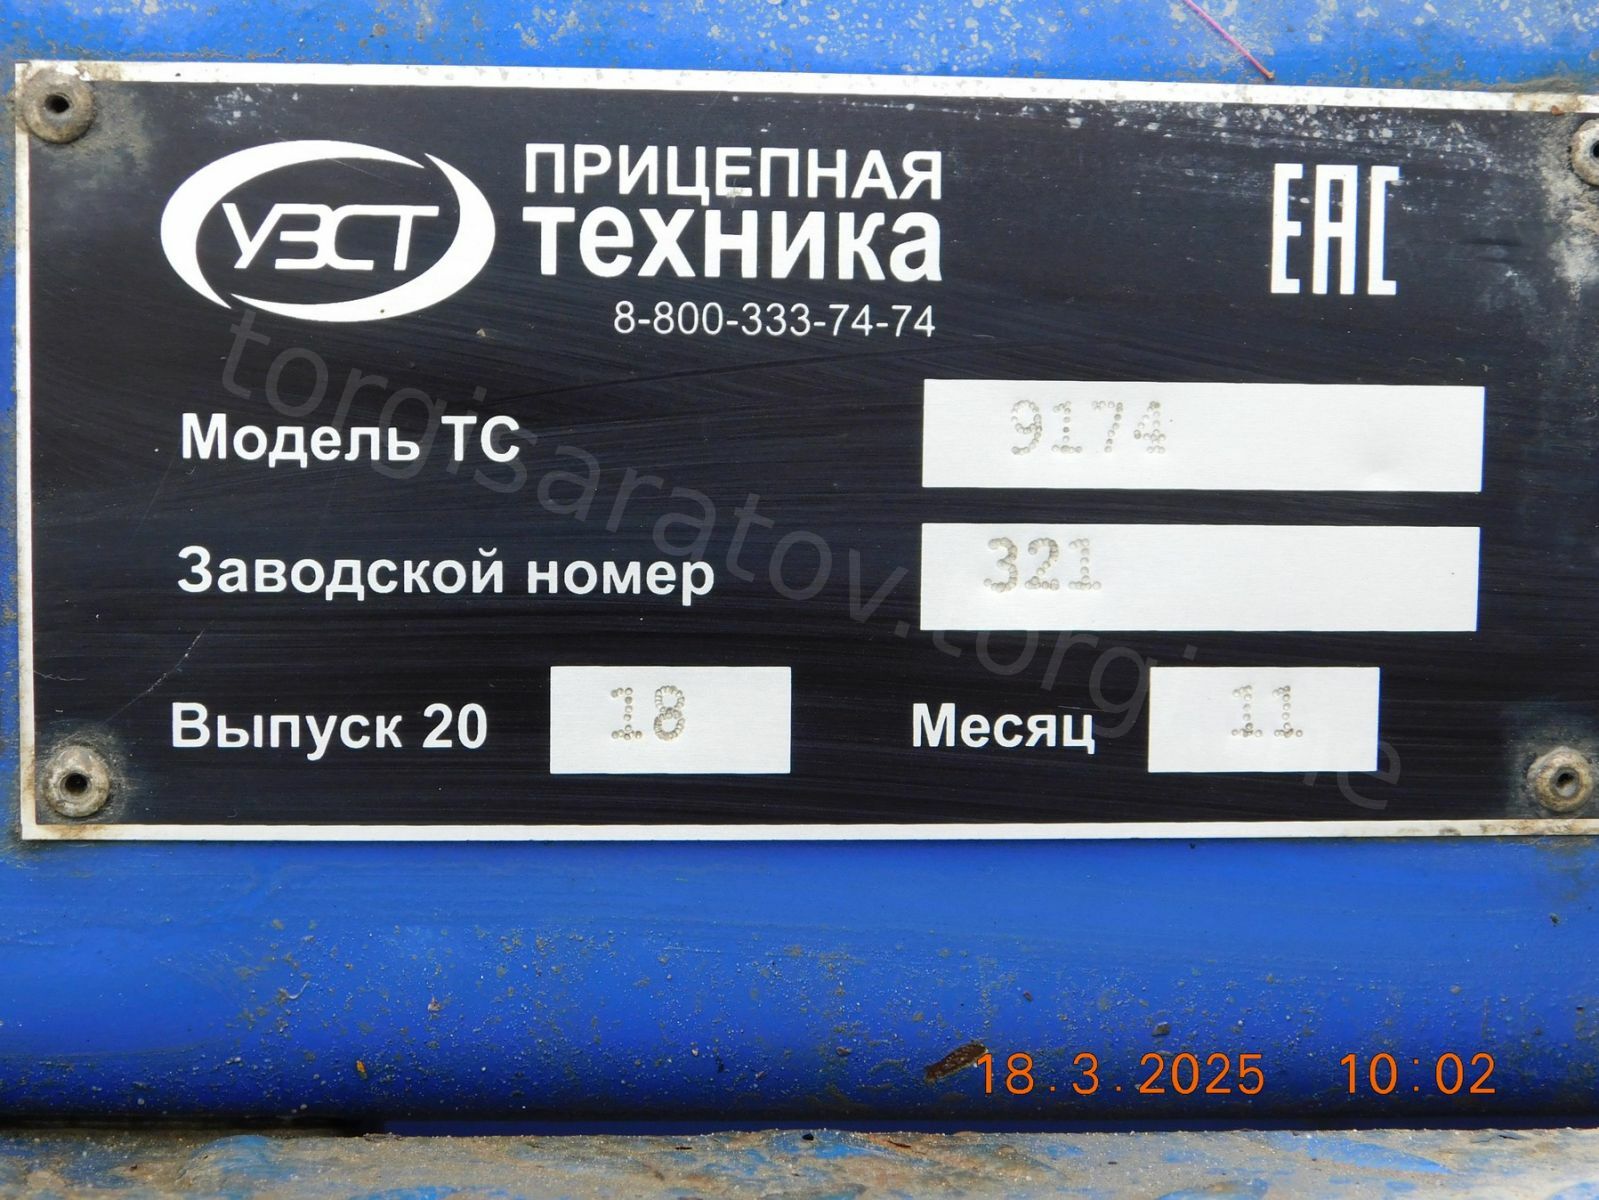 УЗСТ
ПРИЦЕПНАЯ
техника
8-800-333-74-74
ЕАС
Модель ТС 9174
Заводской номер 321
Выпуск 20 18 Месяц 11
torgisaratov.torgi
18.3.2025 10:02